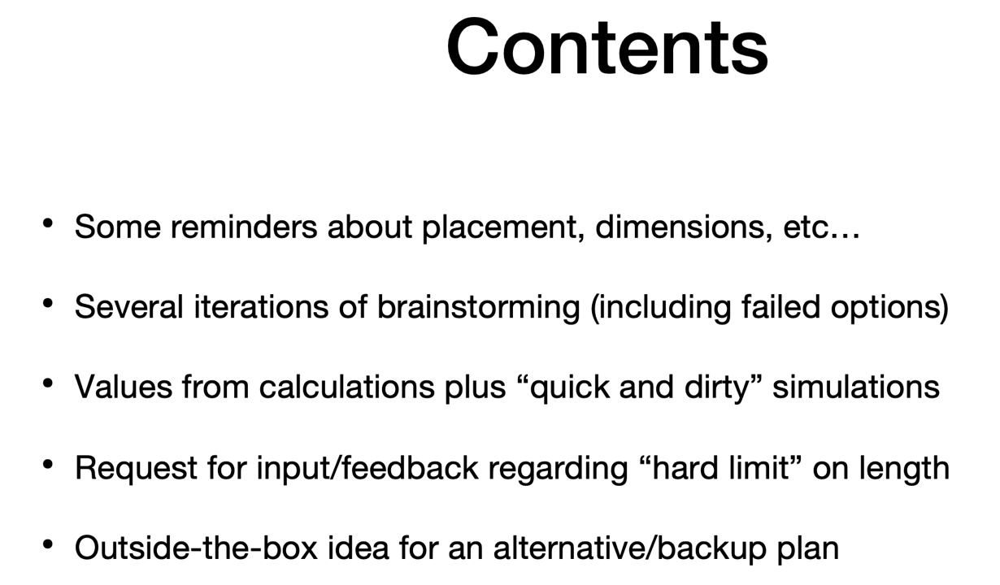 Contents
• Some reminders about placement, dimensions, etc…
• Several iterations of brainstorming (including failed options)
• Values from calculations plus “quick and dirty” simulations
• Request for input/feedback regarding “hard limit” on length
• Outside-the-box idea for an alternative/backup plan